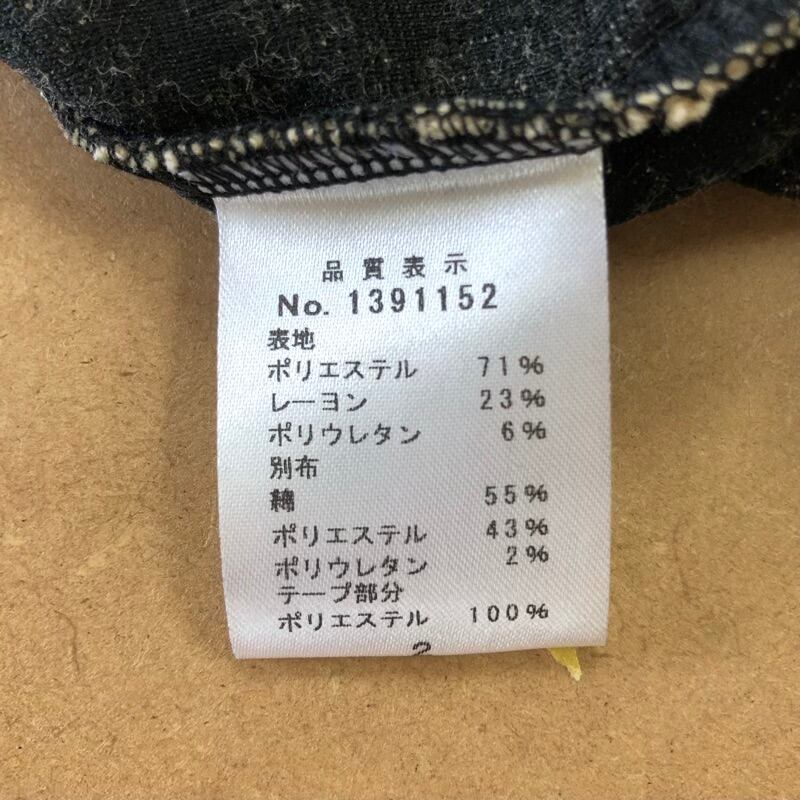 品質表示
No. 1391152
表地
ポリエステル 71%
レーヨン 23%
ポリウレタン 6%
別布
綿 55%
ポリエステル 43%
ポリウレタン 2%
テープ部分
ポリエステル 100%
2